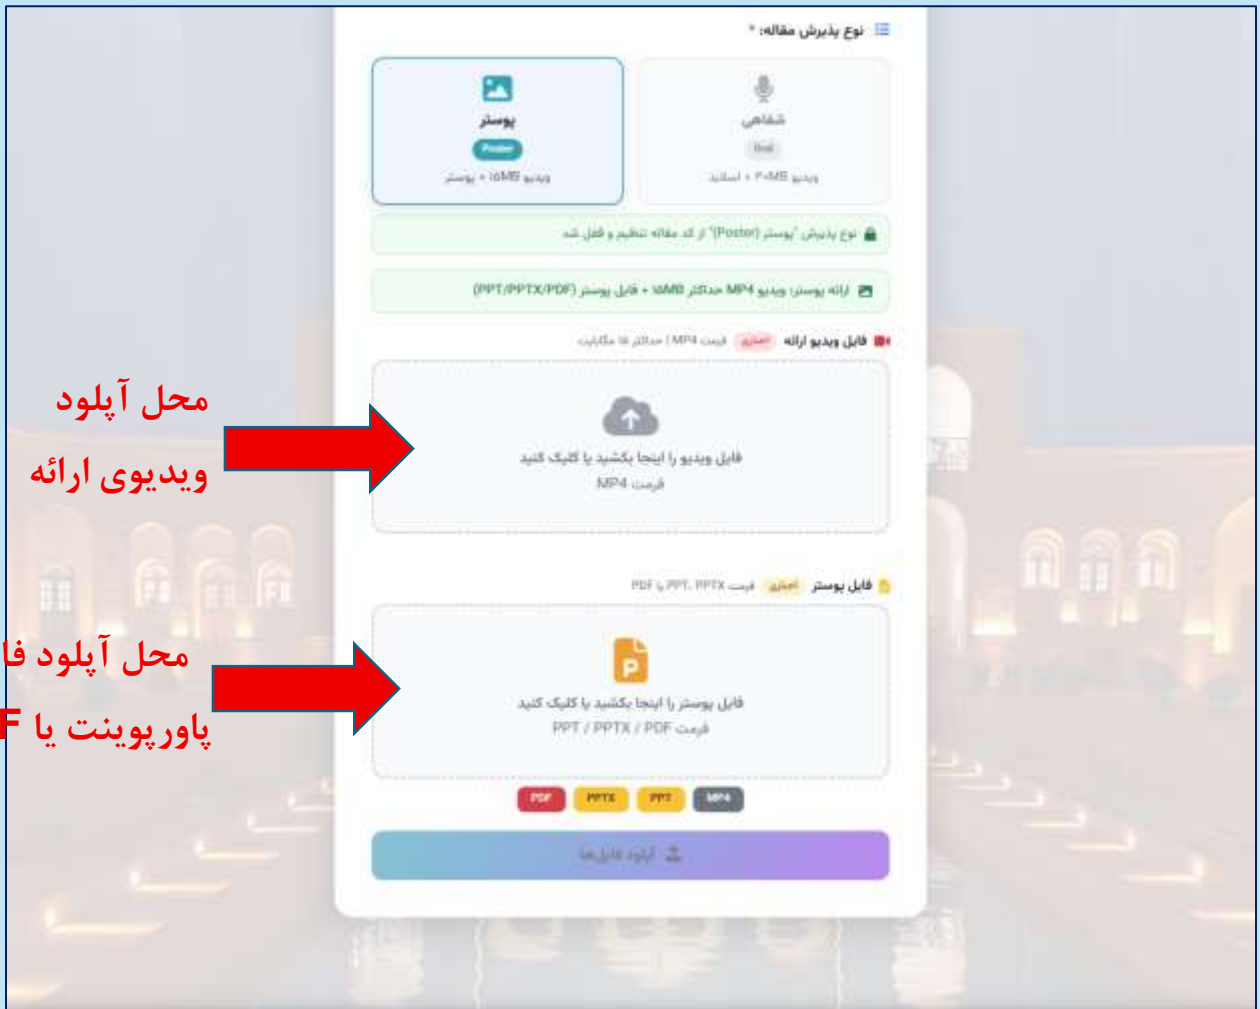 نوع پذیرش مقاله: *
شفاهی
Oral
ویدیو ۳۰MB + اسلاید
پوستر
Poster
ویدیو ۱۵MB + پوستر
نوع پذیرش "پوستر (Poster)" از کد مقاله تنظیم و قفل شد
ارائه پوستر: ویدیو MP4 حداکثر ۱۵MB + فایل پوستر (PPT/PPTX/PDF)
فایل ویدیو ارائه اجباری فرمت MP4 | حداکثر ۱۵ مگابایت
محل آپلود
ویدیوی ارائه
فایل ویدیو را اینجا بکشید یا کلیک کنید
فرمت MP4
فایل پوستر اجباری فرمت PPT، PPTX یا PDF
محل آپلود فا
پاورپوینت یا F
فایل پوستر را اینجا بکشید یا کلیک کنید
فرمت PPT / PPTX / PDF
MP4
PPT
PPTX
PDF
آپلود فایل‌ها